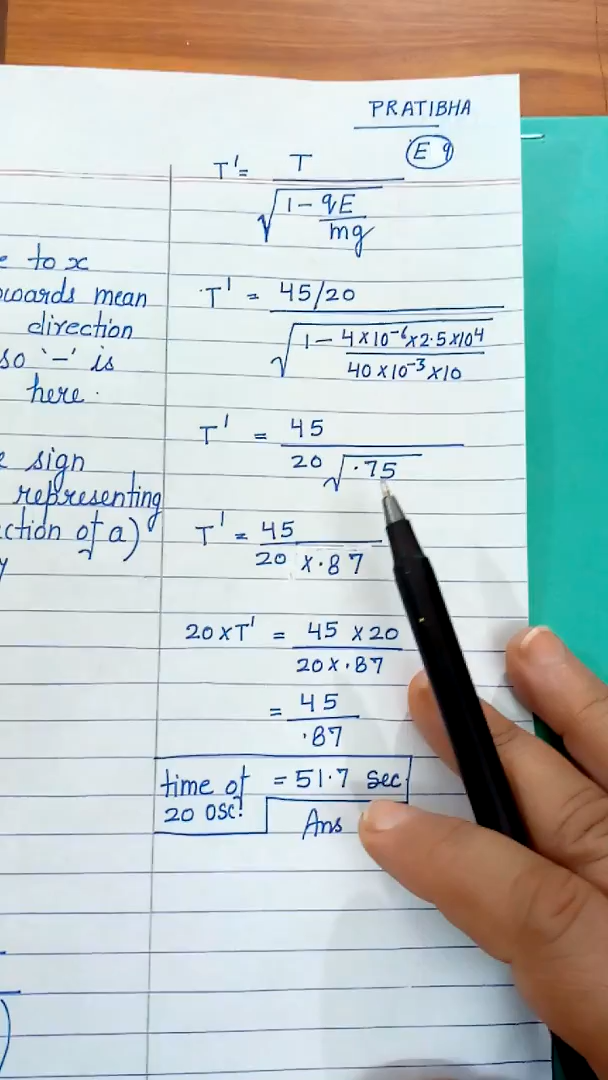 PRATIBHA
E 9
T' = T / √(1 - qE/mg)
e to x
owards mean
direction
so '-' is
here.
T' = 45/20 / √(1 - 4×10⁻⁶×2.5×10⁴ / 40×10⁻³×10)
T' = 45 / 20√.75
e sign
representing
ction of a)
y
T' = 45 / 20 × .87
20×T' = 45 × 20 / 20×.87
= 45 / .87
time of = 51.7 sec.
20 osc!
Ans